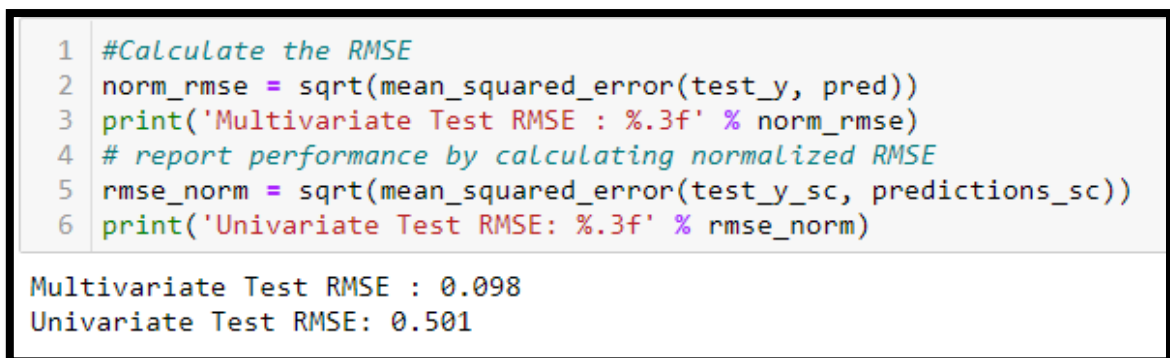 1 #Calculate the RMSE
2 norm_rmse = sqrt(mean_squared_error(test_y, pred))
3 print('Multivariate Test RMSE : %.3f' % norm_rmse)
4 # report performance by calculating normalized RMSE
5 rmse_norm = sqrt(mean_squared_error(test_y_sc, predictions_sc))
6 print('Univariate Test RMSE: %.3f' % rmse_norm)
Multivariate Test RMSE : 0.098
Univariate Test RMSE: 0.501